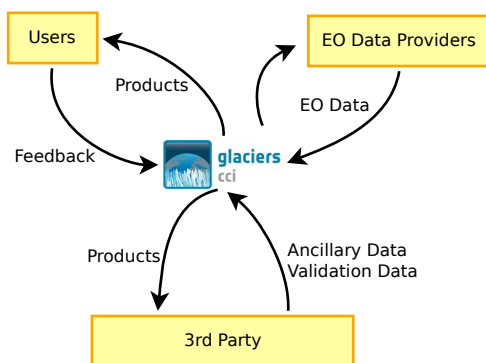 Users
EO Data Providers
Products
EO Data
Feedback
glaciers
cci
Products
Ancillary Data
Validation Data
3rd Party